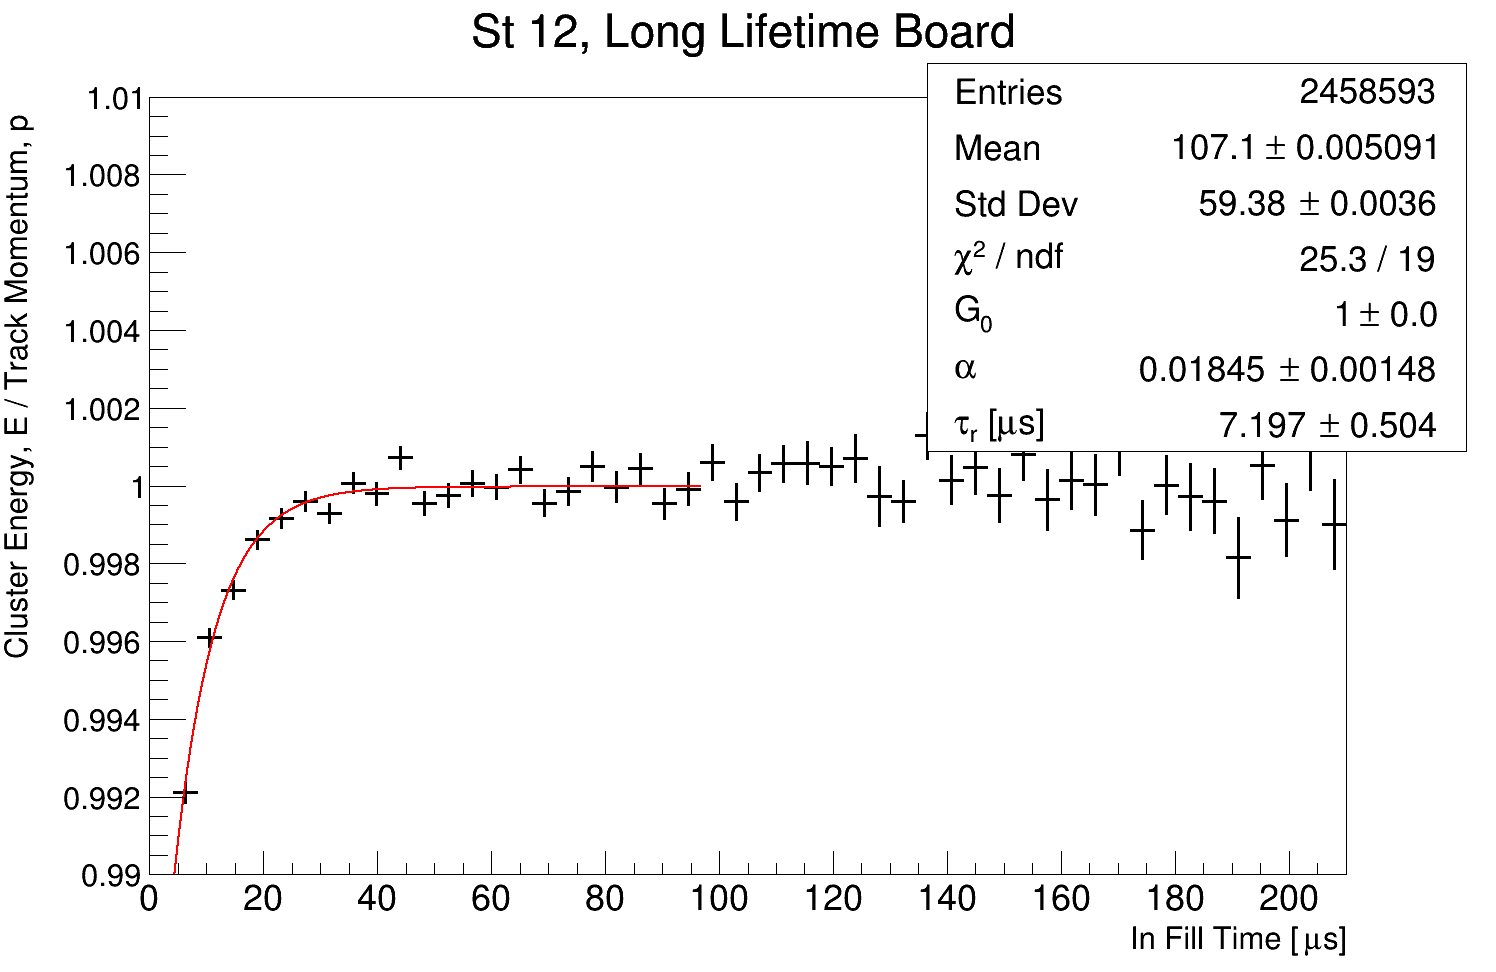 St 12, Long Lifetime Board
Entries 2458593
Mean 107.1 ± 0.005091
Std Dev 59.38 ± 0.0036
χ² / ndf 25.3 / 19
G₀ 1 ± 0.0
α 0.01845 ± 0.00148
τᵣ [μs] 7.197 ± 0.504
Cluster Energy, E / Track Momentum, p
1.01
1.008
1.006
1.004
1.002
1
0.998
0.996
0.994
0.992
0.99
0 20 40 60 80 100 120 140 160 180 200
In Fill Time [μs]